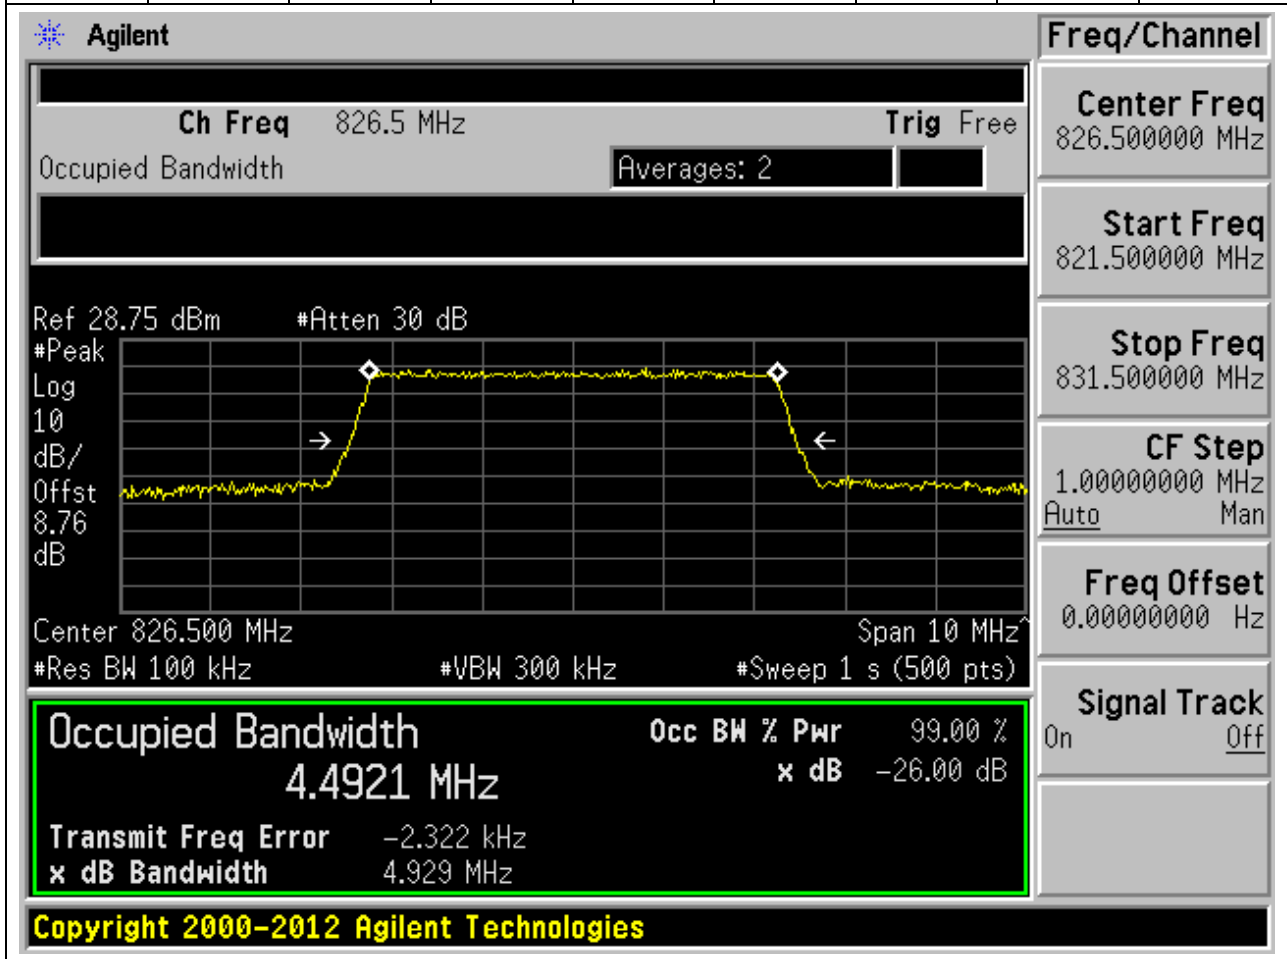 Agilent
Freq/Channel
Ch Freq 826.5 MHz Trig Free
Occupied Bandwidth Averages: 2
Center Freq
826.500000 MHz
Start Freq
821.500000 MHz
Stop Freq
831.500000 MHz
CF Step
1.00000000 MHz
Auto Man
Freq Offset
0.00000000 Hz
Signal Track
On Off
Ref 28.75 dBm #Atten 30 dB
#Peak
Log
10
dB/
Offst
8.76
dB
Center 826.500 MHz Span 10 MHz^
#Res BW 100 kHz #VBW 300 kHz #Sweep 1 s (500 pts)
Occupied Bandwidth Occ BW % Pwr 99.00 %
4.4921 MHz x dB -26.00 dB
Transmit Freq Error -2.322 kHz
x dB Bandwidth 4.929 MHz
Copyright 2000-2012 Agilent Technologies